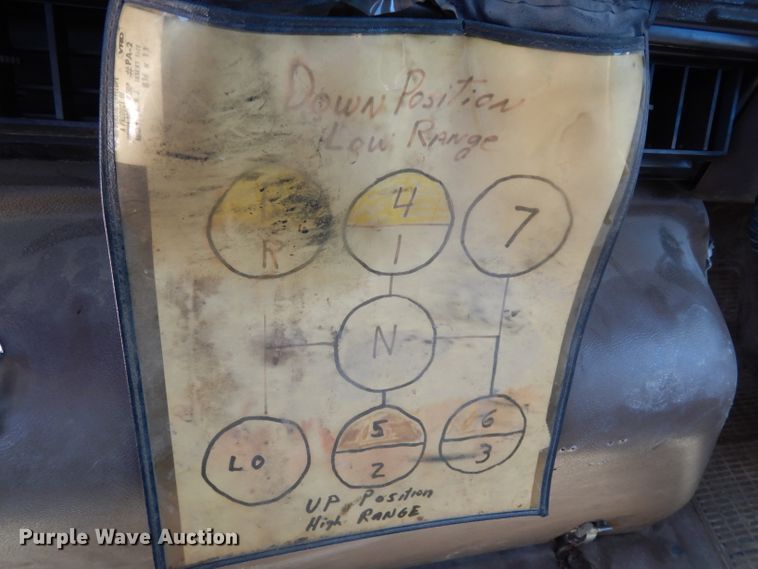 Down Position
Low Range
4
7
R
1
N
5
6
LO
2
3
UP Position
High RANGE
Purple Wave Auction